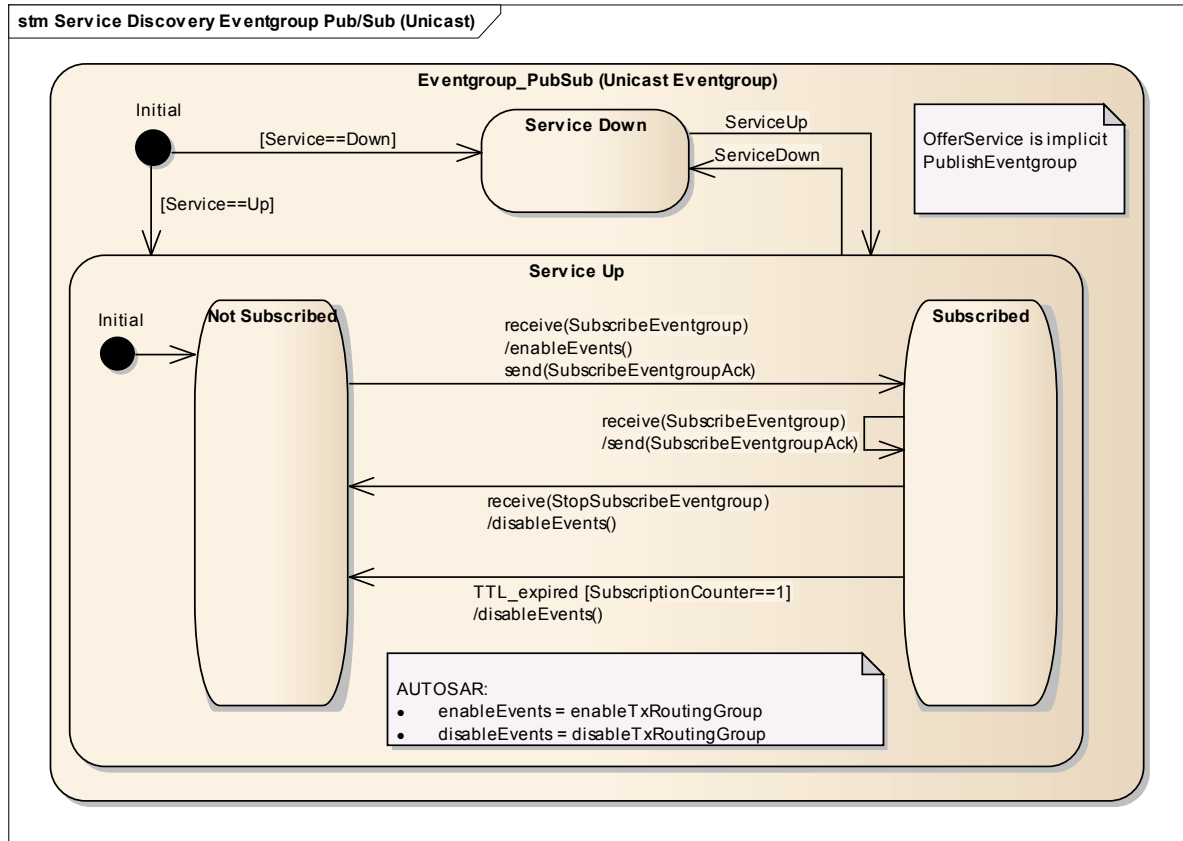 stm Service Discovery Eventgroup Pub/Sub (Unicast)
Eventgroup_PubSub (Unicast Eventgroup)
Initial
Service Down
[Service==Down]
ServiceUp
ServiceDown
OfferService is implicit
PublishEventgroup
[Service==Up]
Service Up
Initial
Not Subscribed
Subscribed
receive(SubscribeEventgroup)
/enableEvents()
send(SubscribeEventgroupAck)
receive(SubscribeEventgroup)
/send(SubscribeEventgroupAck)
receive(StopSubscribeEventgroup)
/disableEvents()
TTL_expired [SubscriptionCounter==1]
/disableEvents()
AUTOSAR:
• enableEvents = enableTxRoutingGroup
• disableEvents = disableTxRoutingGroup